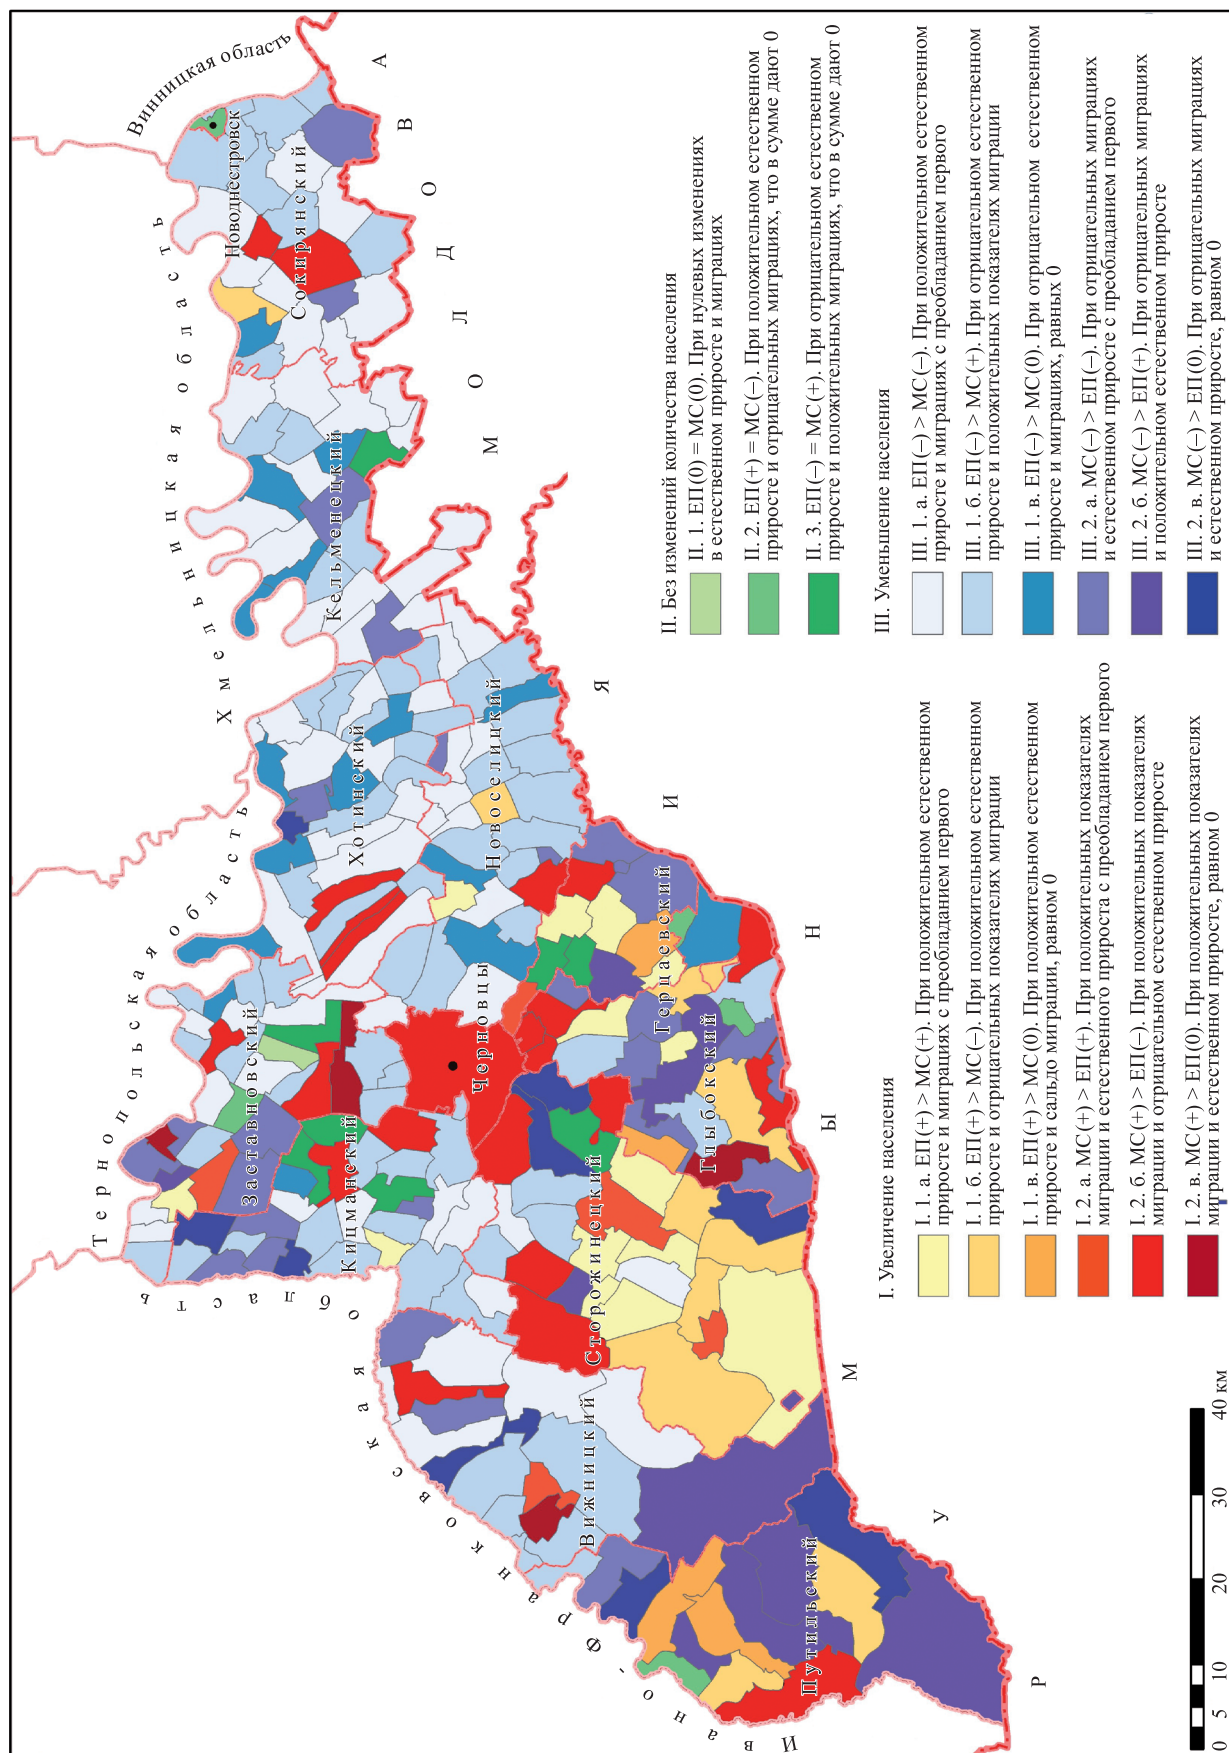 Винницкая область
Хмельницкая область
Тернопольская область
Ивано-Франковская область
МОЛДОВА
РУМЫНИЯ
Новоднестровск
Сокирянский
Кельменецкий
Хотинский
Новоселицкий
Заставновский
Кицманский
Черновцы
Герцаевский
Глыбокский
Сторожинецкий
Вижницкий
Путильский
I. Увеличение населения
I. 1. а. ЕП(+) > МС(+). При положительном естественном
приросте и миграциях с преобладанием первого
I. 1. б. ЕП(+) > МС(–). При положительном естественном
приросте и отрицательных показателях миграции
I. 1. в. ЕП(+) > МС(0). При положительном естественном
приросте и сальдо миграции, равном 0
I. 2. а. МС(+) > ЕП(+). При положительных показателях
миграции и естественного прироста с преобладанием первого
I. 2. б. МС(+) > ЕП(–). При положительных показателях
миграции и отрицательном естественном приросте
I. 2. в. МС(+) > ЕП(0). При положительных показателях
миграции и естественном приросте, равном 0
II. Без изменений количества населения
II. 1. ЕП(0) = МС(0). При нулевых изменениях
в естественном приросте и миграциях
II. 2. ЕП(+) = МС(–). При положительном естественном
приросте и отрицательных миграциях, что в сумме дают 0
II. 3. ЕП(–) = МС(+). При отрицательном естественном
приросте и положительных миграциях, что в сумме дают 0
III. Уменьшение населения
III. 1. а. ЕП(–) > МС(–). При положительном естественном
приросте и миграциях с преобладанием первого
III. 1. б. ЕП(–) > МС(+). При отрицательном естественном
приросте и положительных показателях миграции
III. 1. в. ЕП(–) > МС(0). При отрицательном естественном
приросте и миграциях, равных 0
III. 2. а. МС(–) > ЕП(–). При отрицательных миграциях
и естественном приросте с преобладанием первого
III. 2. б. МС(–) > ЕП(+). При отрицательных миграциях
и положительном естественном приросте
III. 2. в. МС(–) > ЕП(0). При отрицательных миграциях
и естественном приросте, равном 0
0 5 10 20 30 40 км